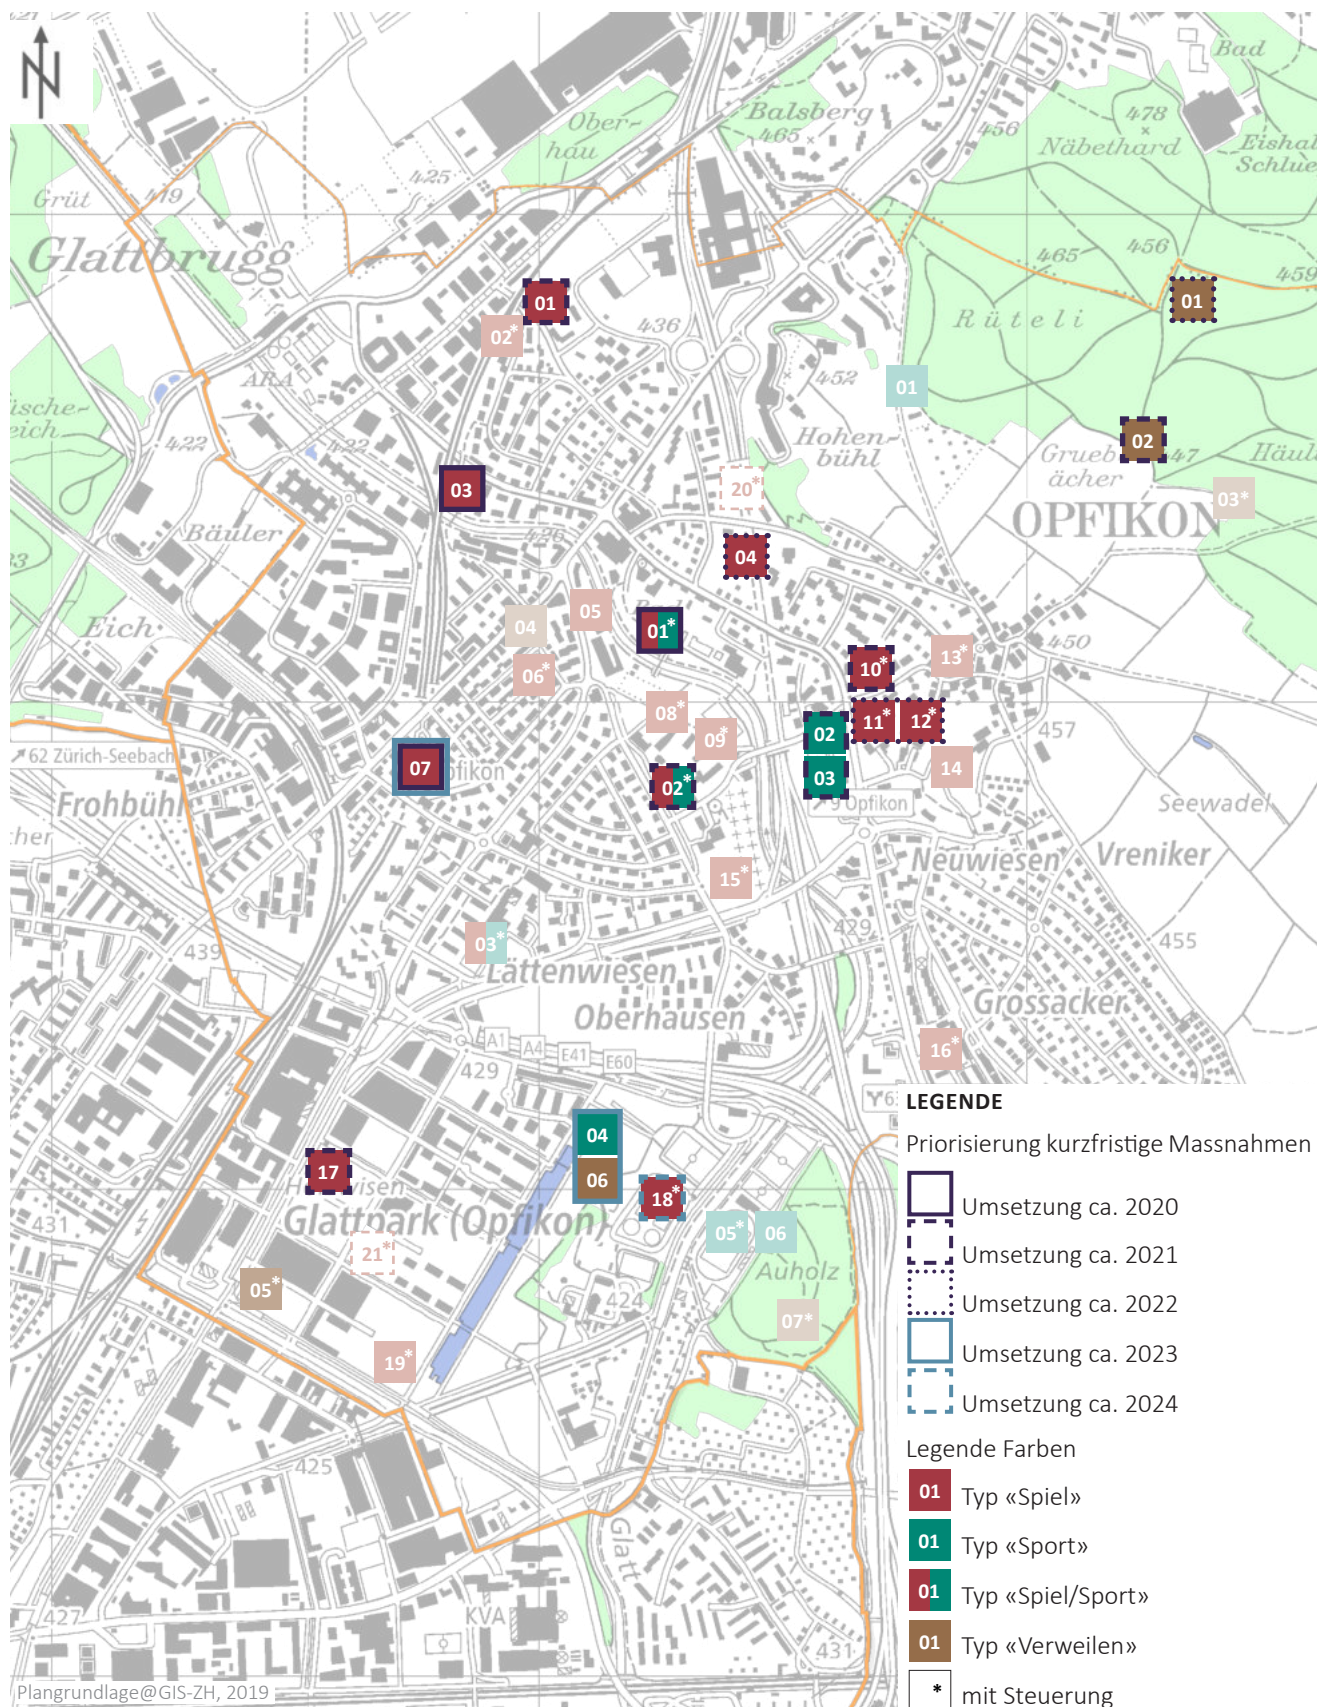 N
Bad
Balsberg
465
Ober-
hau
456
478
Näbethard
Eishal
Schlue
425
419
Grüt
Glattbrugg
465
456
459
01
01
Rüteli
02*
436
ARA
452
01
422
422
Hohen-
bühl
02
47
Grueb
ächer
Häul
03
20*
03*
OPFIKON
Bäuler
426
04
05
04
01*
Eich
450
10*
13*
06*
08*
11*
12*
02
09*
457
62 Zürich-Seebach
07
pfikon
14
02*
03
9 Opfikon
Frohbühl
Seewadel
Neuwiesen
Vreniker
15*
429
03*
439
455
Lättenwiesen
Grossacker
Oberhausen
A1
A4
E41
E60
16*
429
04
17
06
18*
431
Glattpark (Opfikon)
05*
06
21*
Auholz
05*
424
07*
19*
425
Glatt
427
KVA
431
Plangrundlage@GIS-ZH, 2019
LEGENDE
Priorisierung kurzfristige Massnahmen
Umsetzung ca. 2020
Umsetzung ca. 2021
Umsetzung ca. 2022
Umsetzung ca. 2023
Umsetzung ca. 2024
Legende Farben
01 Typ «Spiel»
01 Typ «Sport»
01 Typ «Spiel/Sport»
01 Typ «Verweilen»
* mit Steuerung